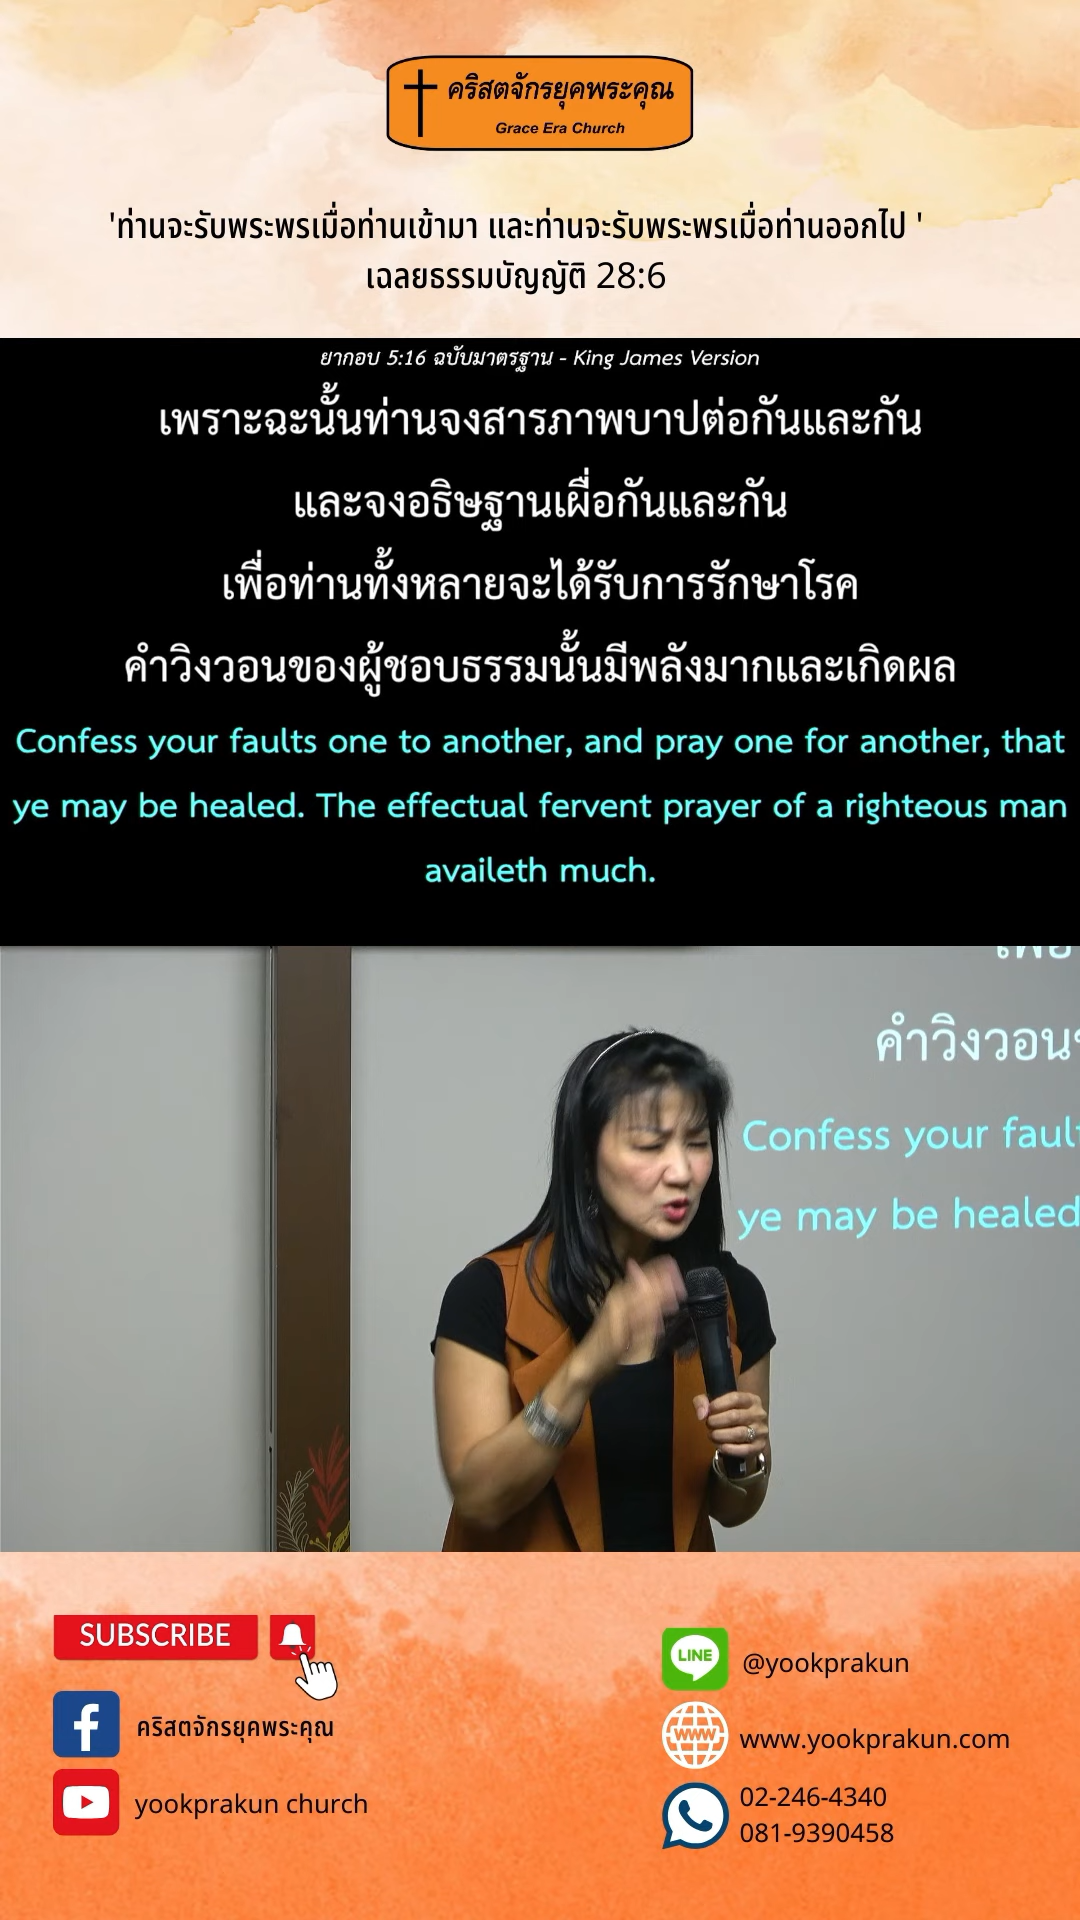 คริสตจักรยุคพระคุณ
Grace Era Church
'ท่านจะรับพระพรเมื่อท่านเข้ามา และท่านจะรับพระพรเมื่อท่านออกไป '
เฉลยธรรมบัญญัติ 28:6
ยากอบ 5:16 ฉบับมาตรฐาน - King James Version
เพราะฉะนั้นท่านจงสารภาพบาปต่อกันและกัน
และจงอธิษฐานเผื่อกันและกัน
เพื่อท่านทั้งหลายจะได้รับการรักษาโรค
คำวิงวอนของผู้ชอบธรรมนั้นมีพลังมากและเกิดผล
Confess your faults one to another, and pray one for another, that
ye may be healed. The effectual fervent prayer of a righteous man
availeth much.
คำวิงวอน
Confess your
ye may be healed
SUBSCRIBE
คริสตจักรยุคพระคุณ
yookprakun church
LINE
@yookprakun
WWW
www.yookprakun.com
02-246-4340
081-9390458